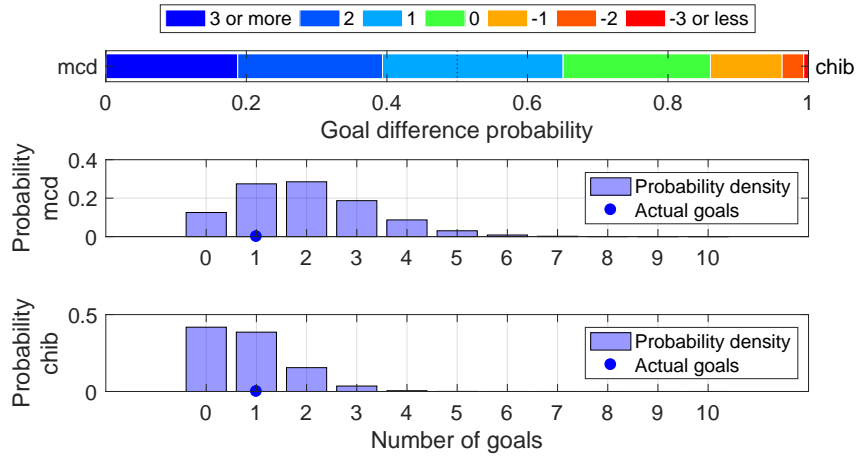 3 or more 2 1 0 -1 -2 -3 or less
mcd chib
0 0.2 0.4 0.6 0.8 1
Goal difference probability
Probability
mcd
0.4
0.2
0
Probability density
Actual goals
0 1 2 3 4 5 6 7 8 9 10
Probability
chib
0.5
0
Probability density
Actual goals
0 1 2 3 4 5 6 7 8 9 10
Number of goals